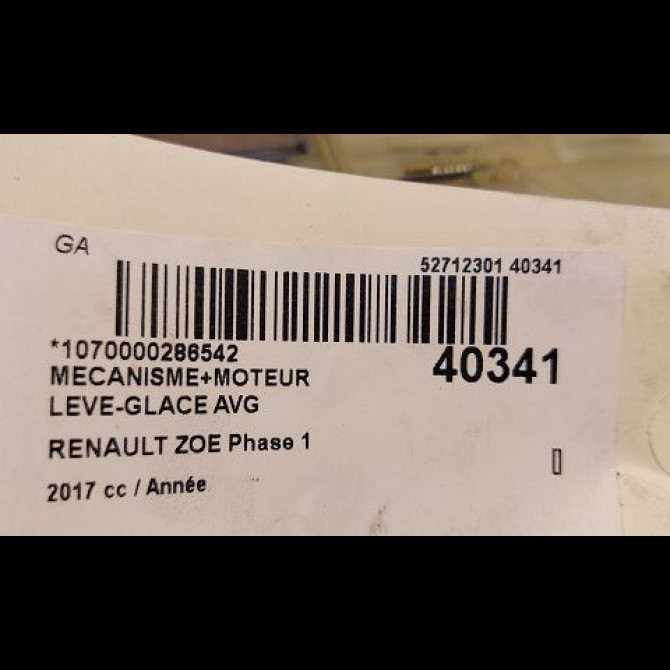 GA
52712301 40341
*1070000286542
40341
MECANISME+MOTEUR
LEVE-GLACE AVG
RENAULT ZOE Phase 1
2017 cc / Année